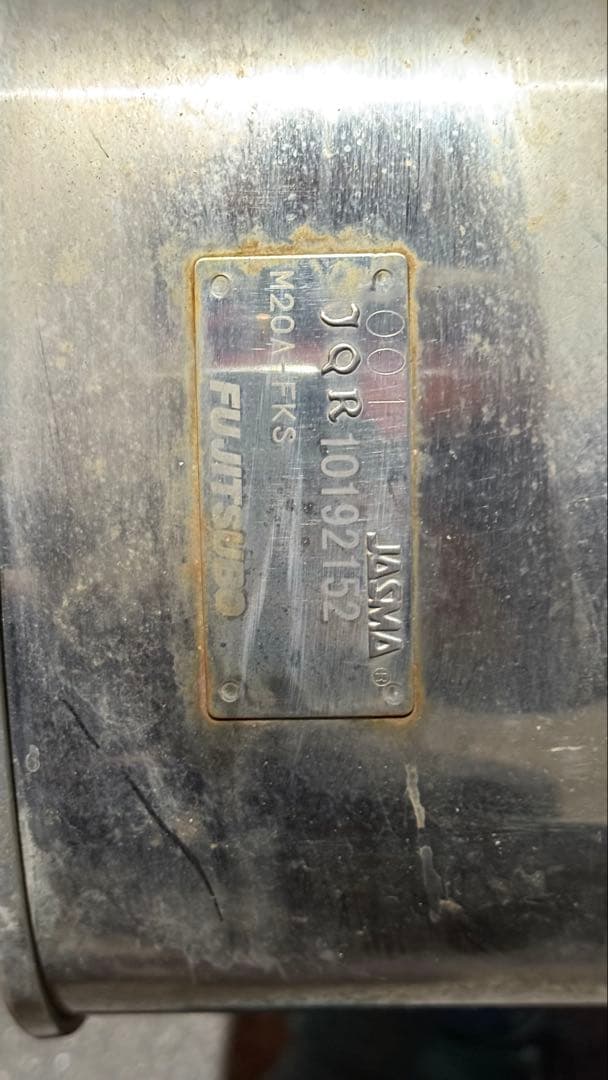 001 JASMA®
JQR10192152
M20A-FKS
FUJITSUBO